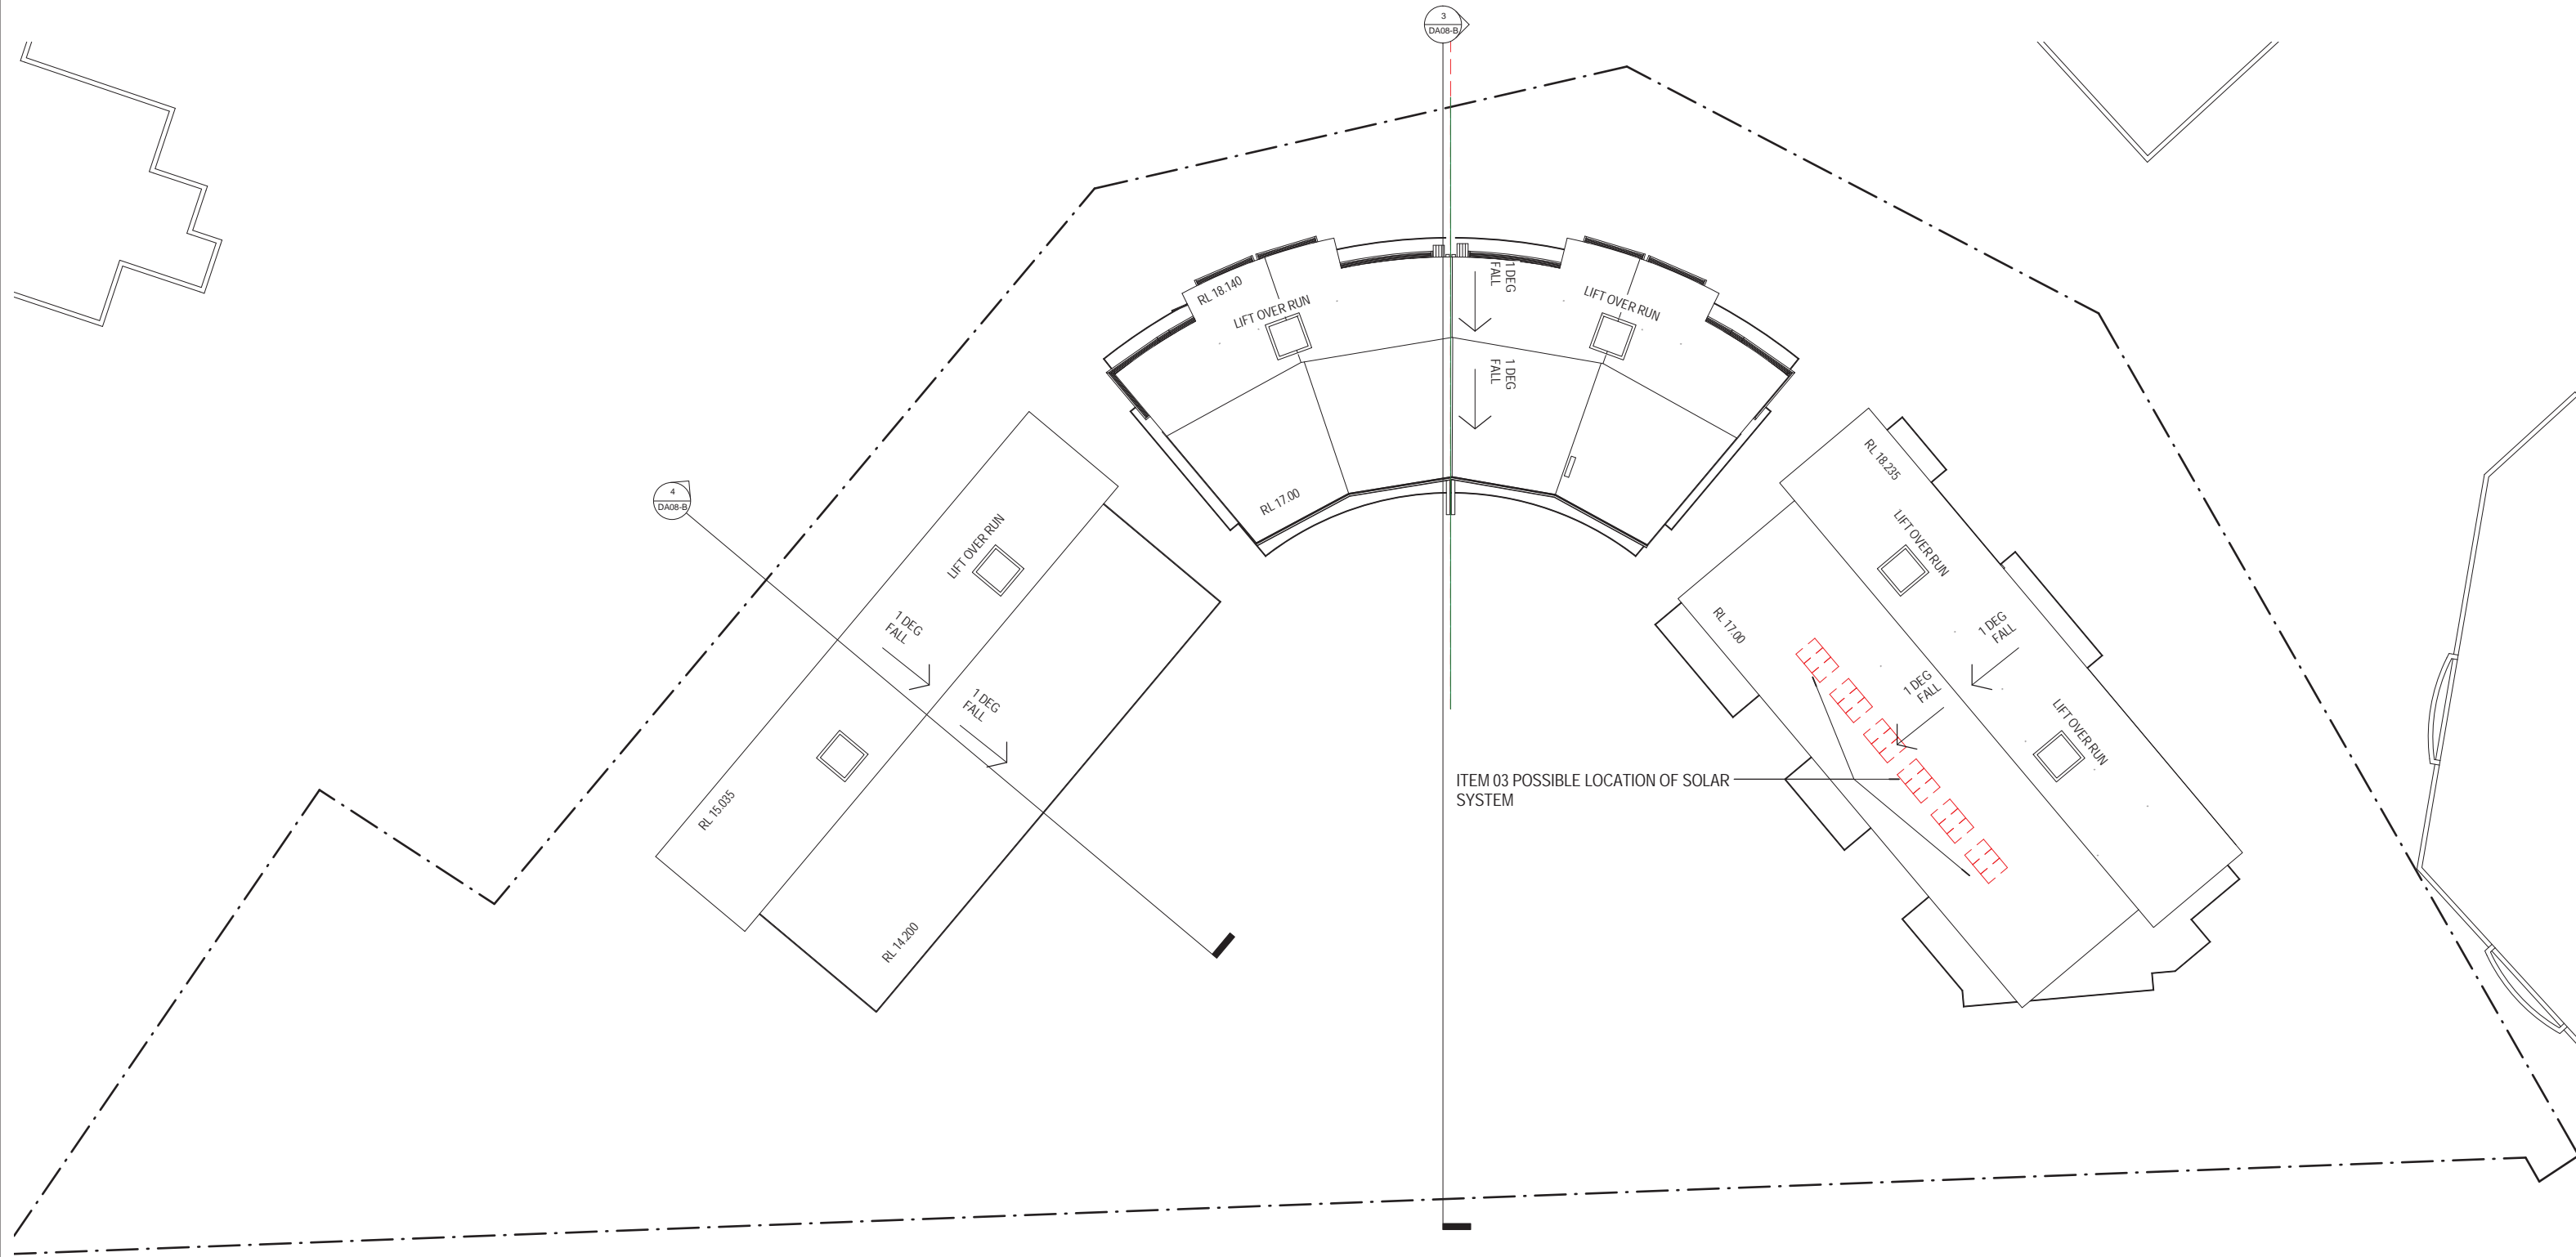 3
DA08-B
RL 18.140
LIFT OVER RUN
1 DEG
FALL
LIFT OVER RUN
1 DEG
FALL
RL 17.00
4
DA08-B
LIFT OVER RUN
1 DEG
FALL
1 DEG
FALL
RL 15.035
RL 14.200
RL 18.235
LIFT OVER RUN
RL 17.00
1 DEG
FALL
1 DEG
FALL
LIFT OVER RUN
ITEM 03 POSSIBLE LOCATION OF SOLAR
SYSTEM